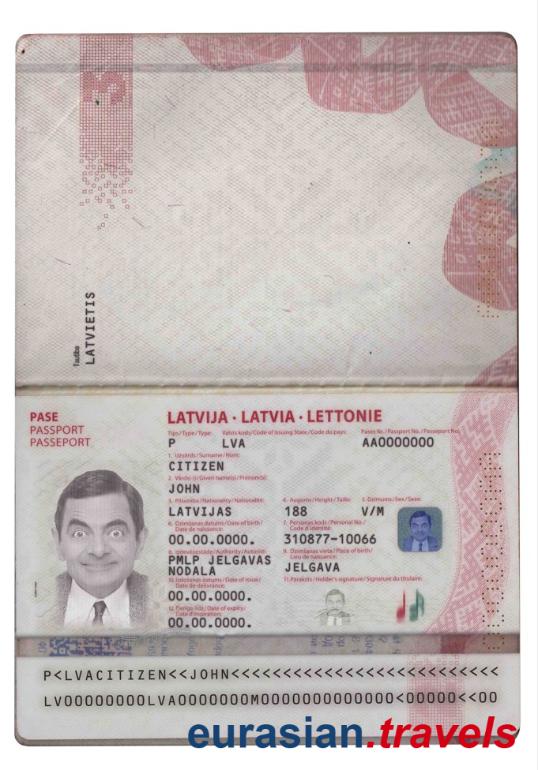 3
Tautība
LATVIETIS
PASE
PASSPORT
PASSEPORT
LATVIJA · LATVIA · LETTONIE
Tips/Type/Type: Valsts kods/Code of Issuing State/Code du pays: Pases Nr./Passport No./Passeport No.
P LVA AA0000000
1. Uzvārds/Surname/Nom:
CITIZEN
2. Vārds(i)/Given name(s)/Prénom(s):
JOHN
3. Pilsonība/Nationality/Nationalité: 4. Augums/Height/Taille: 5. Dzimums/Sex/Sexe:
LATVIJAS 188 V/M
6. Dzimšanas datums/Date of birth/ 7. Personas kods/Personal No./
Date de naissance: Code d'identité:
00.00.0000. 310877-10066
8. Izdevējiestāde/Authority/Autorité: 9. Dzimšanas vieta/Place of birth/
Lieu de naissance:
PMLP JELGAVAS JELGAVA
NODAĻA
10. Izdošanas datums/Date of issue/ 11. Paraksts/Holder's signature/Signature du titulaire:
Date de délivrance:
00.00.0000.
12. Derīga līdz/Date of expiry/
Date d'expiration:
00.00.0000.
P<LVACITIZEN<<JOHN<<<<<<<<<<<<<<<<<<<<<<<<<<
LV00000000LVA0000000M00000000000000<00000<<00
eurasian.travels